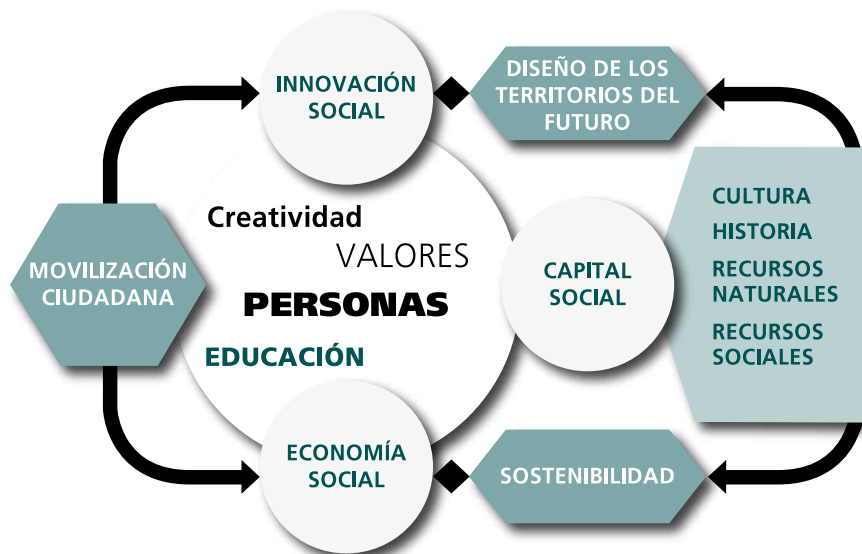 INNOVACIÓN
SOCIAL
DISEÑO DE LOS
TERRITORIOS DEL
FUTURO
Creatividad
VALORES
PERSONAS
EDUCACIÓN
MOVILIZACIÓN
CIUDADANA
CAPITAL
SOCIAL
CULTURA
HISTORIA
RECURSOS
NATURALES
RECURSOS
SOCIALES
ECONOMÍA
SOCIAL
SOSTENIBILIDAD